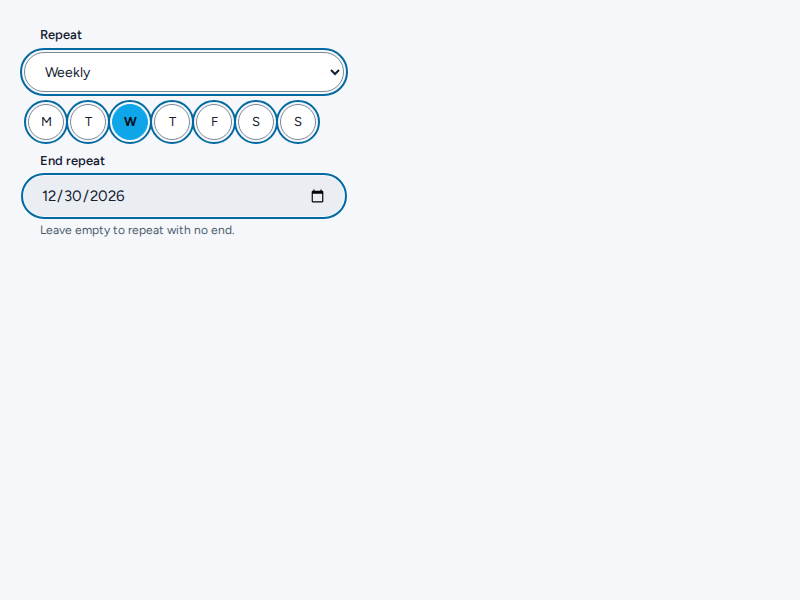 Repeat
Weekly
M T W T F S S
End repeat
12/30/2026
Leave empty to repeat with no end.